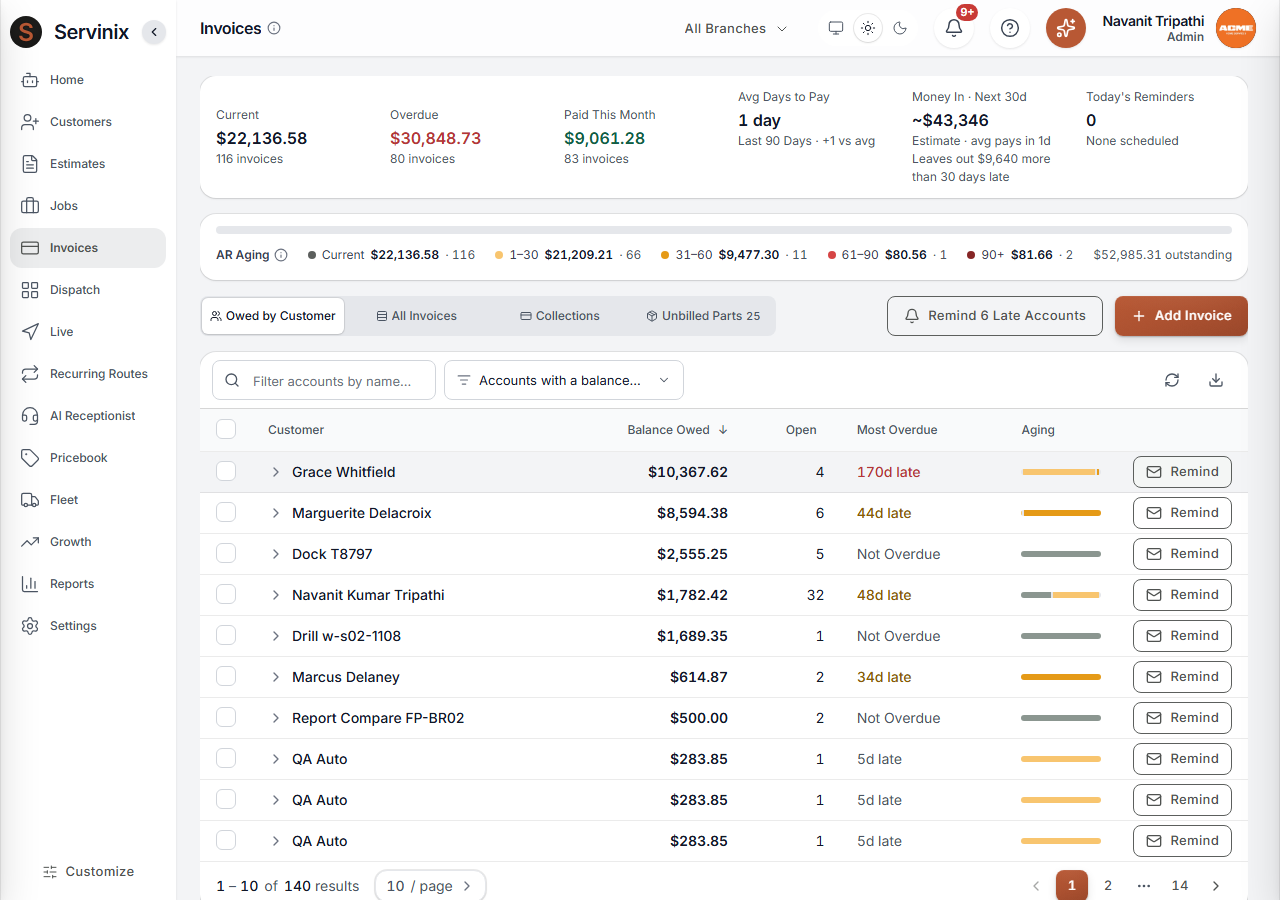 S Servinix
Home
Customers
Estimates
Jobs
Invoices
Dispatch
Live
Recurring Routes
AI Receptionist
Pricebook
Fleet
Growth
Reports
Settings
Customize
Invoices
All Branches
9+
Navanit Tripathi
Admin
ACME
Current
$22,136.58
116 invoices
Overdue
$30,848.73
80 invoices
Paid This Month
$9,061.28
83 invoices
Avg Days to Pay
1 day
Last 90 Days · +1 vs avg
Money In · Next 30d
~$43,346
Estimate · avg pays in 1d
Leaves out $9,640 more
than 30 days late
Today's Reminders
0
None scheduled
AR Aging Current $22,136.58 · 116 1–30 $21,209.21 · 66 31–60 $9,477.30 · 11 61–90 $80.56 · 1 90+ $81.66 · 2 $52,985.31 outstanding
Owed by Customer All Invoices Collections Unbilled Parts 25
Remind 6 Late Accounts
+ Add Invoice
Filter accounts by name...
Accounts with a balance...
Customer Balance Owed ↓ Open Most Overdue Aging
Grace Whitfield $10,367.62 4 170d late Remind
Marguerite Delacroix $8,594.38 6 44d late Remind
Dock T8797 $2,555.25 5 Not Overdue Remind
Navanit Kumar Tripathi $1,782.42 32 48d late Remind
Drill w-s02-1108 $1,689.35 1 Not Overdue Remind
Marcus Delaney $614.87 2 34d late Remind
Report Compare FP-BR02 $500.00 2 Not Overdue Remind
QA Auto $283.85 1 5d late Remind
QA Auto $283.85 1 5d late Remind
QA Auto $283.85 1 5d late Remind
1 – 10 of 140 results 10 / page 1 2 ••• 14